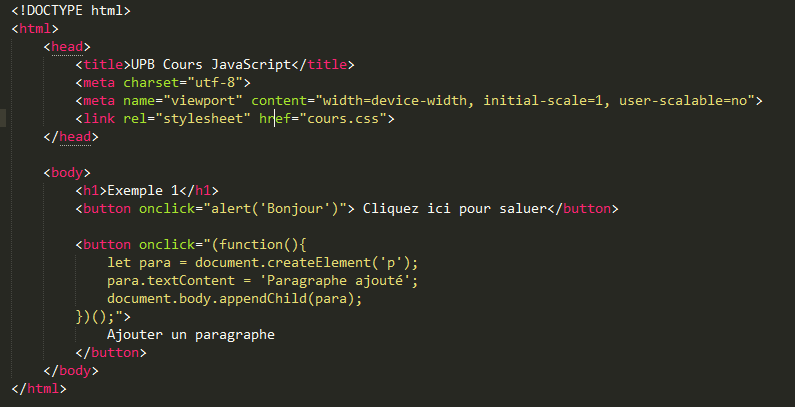 <!DOCTYPE html>
<html>
    <head>
        <title>UPB Cours JavaScript</title>
        <meta charset="utf-8">
        <meta name="viewport" content="width=device-width, initial-scale=1, user-scalable=no">
        <link rel="stylesheet" href="cours.css">
    </head>

    <body>
        <h1>Exemple 1</h1>
        <button onclick="alert('Bonjour')"> Cliquez ici pour saluer</button>

        <button onclick="(function(){
            let para = document.createElement('p');
            para.textContent = 'Paragraphe ajouté';
            document.body.appendChild(para);
        })();">
            Ajouter un paragraphe
        </button>
    </body>
</html>